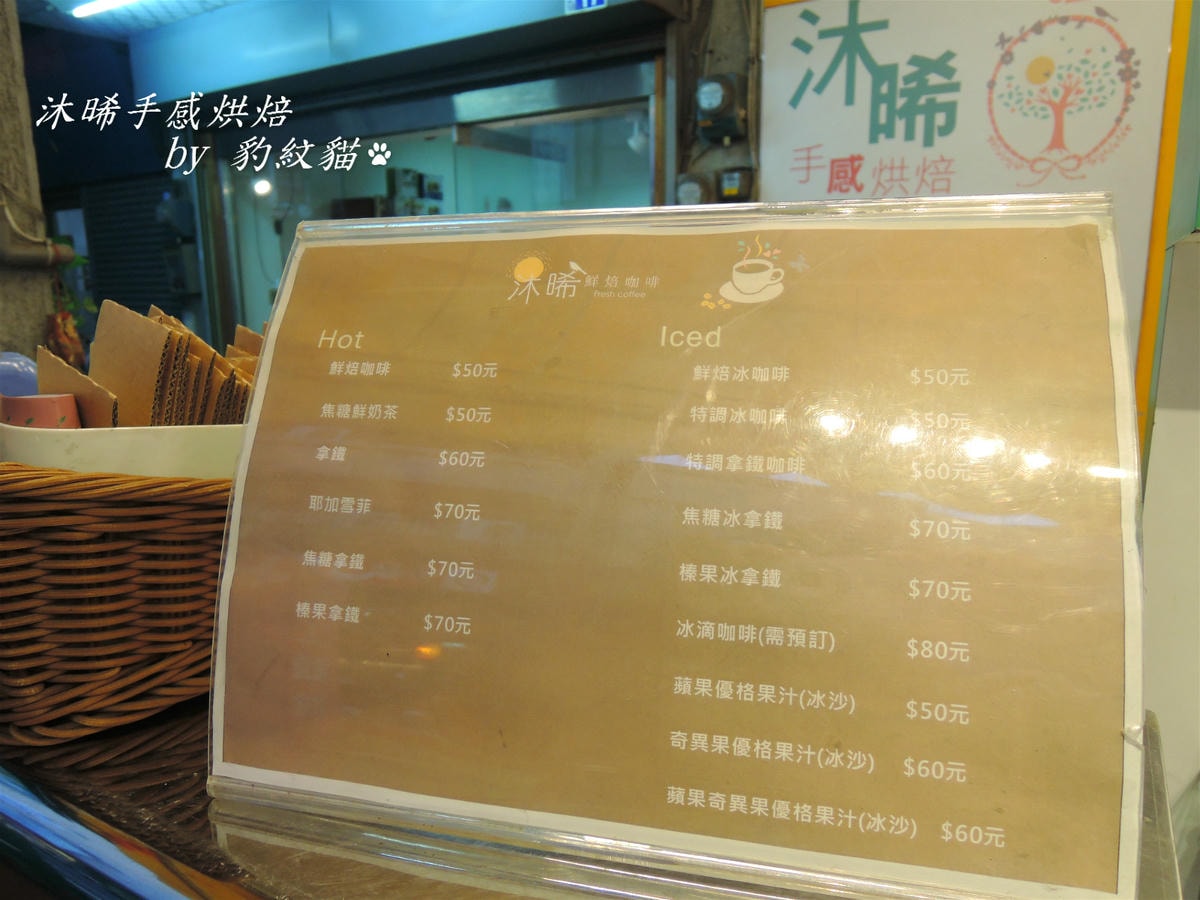 沐晞手感烘焙
by 豹紋貓
沐晞
手感烘焙
沐晞 鮮焙咖啡
fresh coffee
Hot
鮮焙咖啡 $50元
焦糖鮮奶茶 $50元
拿鐵 $60元
耶加雪菲 $70元
焦糖拿鐵 $70元
榛果拿鐵 $70元
Iced
鮮焙冰咖啡 $50元
特調冰咖啡 $50元
特調拿鐵咖啡 $60元
焦糖冰拿鐵 $70元
榛果冰拿鐵 $70元
冰滴咖啡(需預訂) $80元
蘋果優格果汁(冰沙) $50元
奇異果優格果汁(冰沙) $60元
蘋果奇異果優格果汁(冰沙) $60元